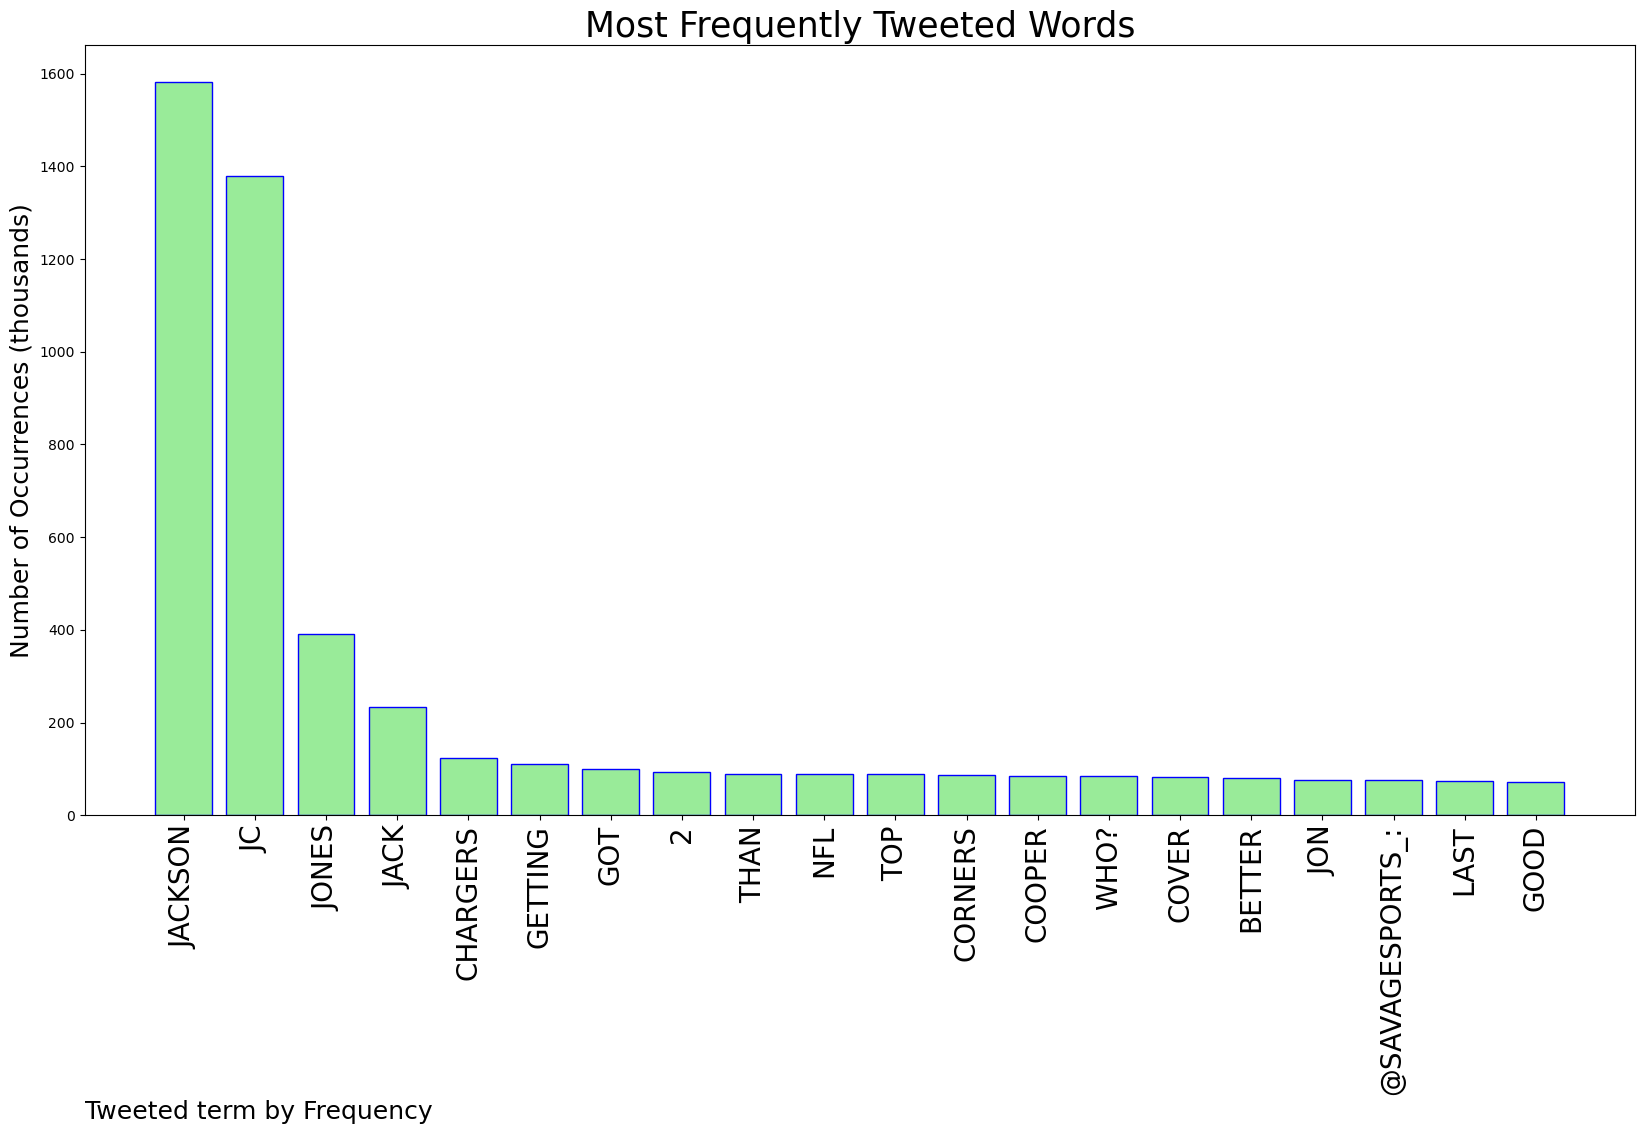 Most Frequently Tweeted Words
Number of Occurrences (thousands)
1600
1400
1200
1000
800
600
400
200
0
JACKSON
JC
JONES
JACK
CHARGERS
GETTING
GOT
2
THAN
NFL
TOP
CORNERS
COOPER
WHO?
COVER
BETTER
JON
@SAVAGESPORTS_:
LAST
GOOD
Tweeted term by Frequency